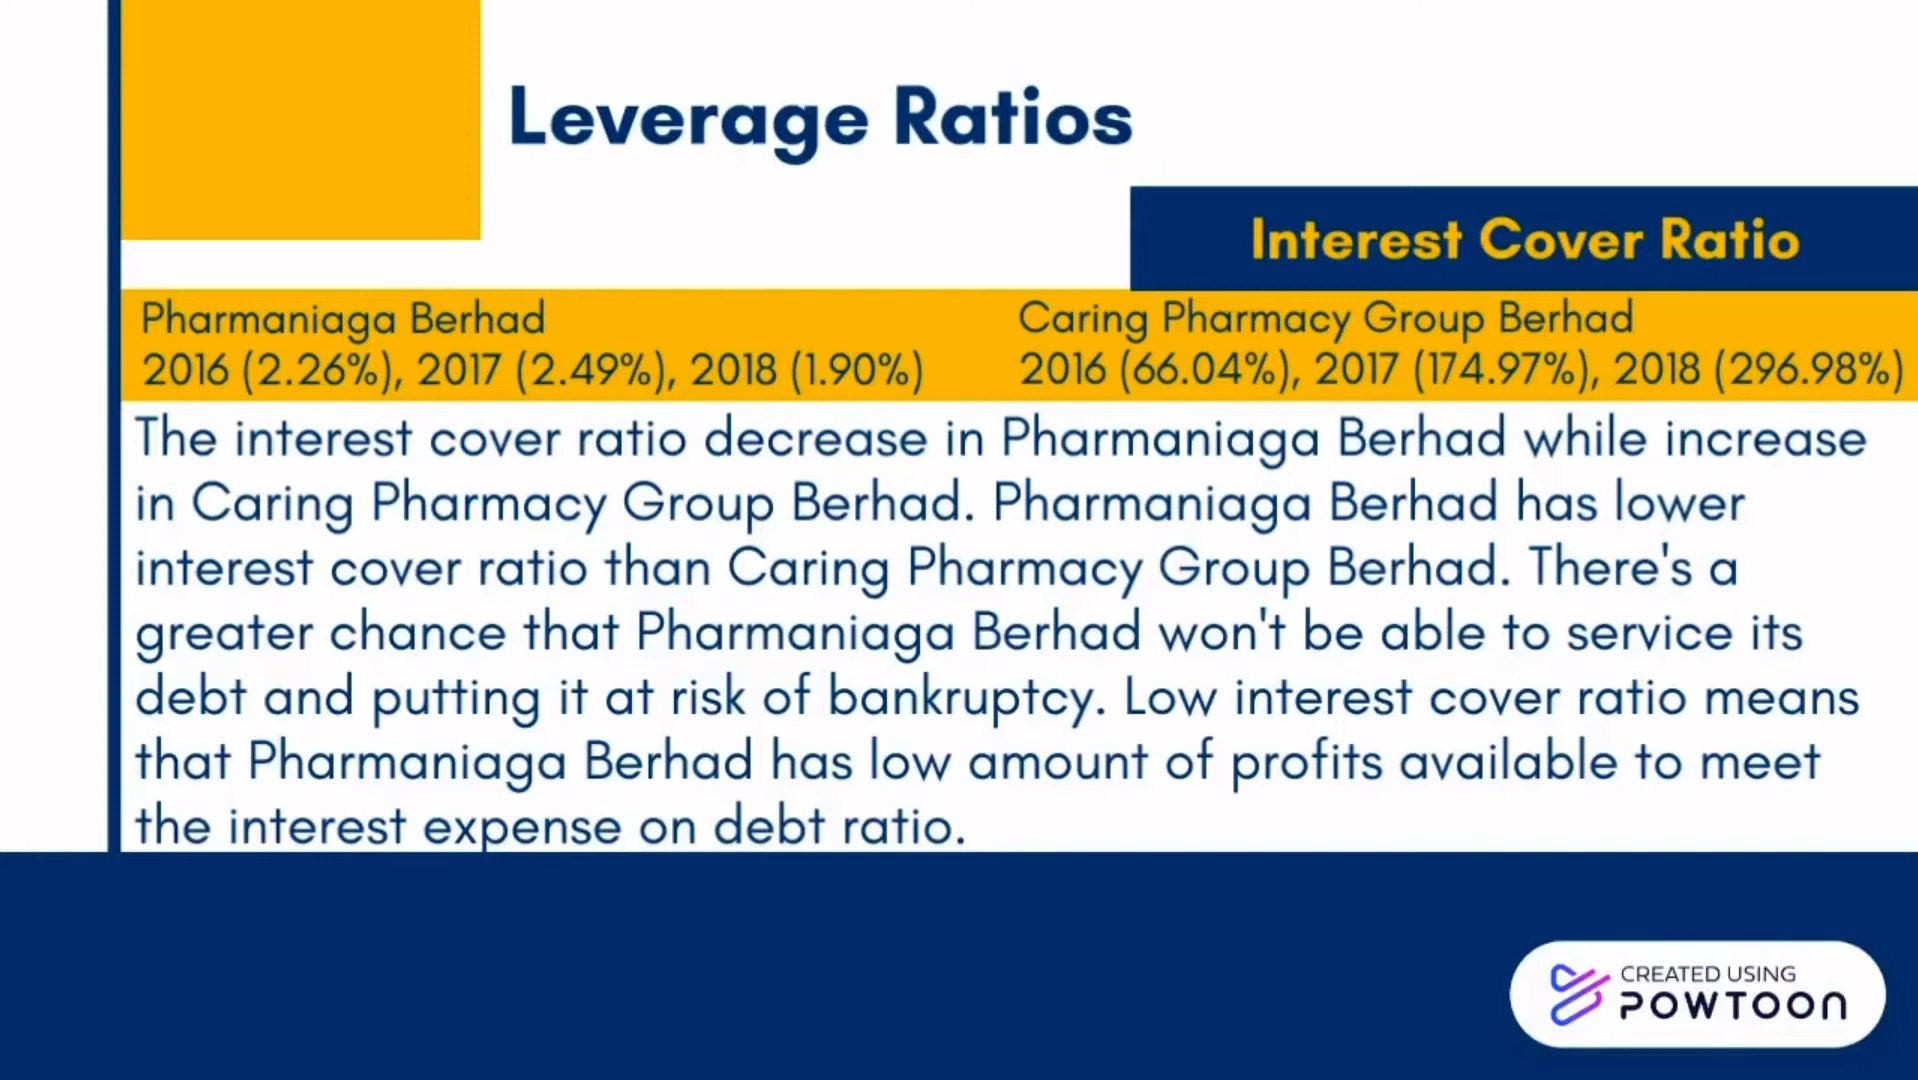 Leverage Ratios
Interest Cover Ratio
Pharmaniaga Berhad
2016 (2.26%), 2017 (2.49%), 2018 (1.90%)
Caring Pharmacy Group Berhad
2016 (66.04%), 2017 (174.97%), 2018 (296.98%)
The interest cover ratio decrease in Pharmaniaga Berhad while increase
in Caring Pharmacy Group Berhad. Pharmaniaga Berhad has lower
interest cover ratio than Caring Pharmacy Group Berhad. There's a
greater chance that Pharmaniaga Berhad won't be able to service its
debt and putting it at risk of bankruptcy. Low interest cover ratio means
that Pharmaniaga Berhad has low amount of profits available to meet
the interest expense on debt ratio.
CREATED USING
POWTOON